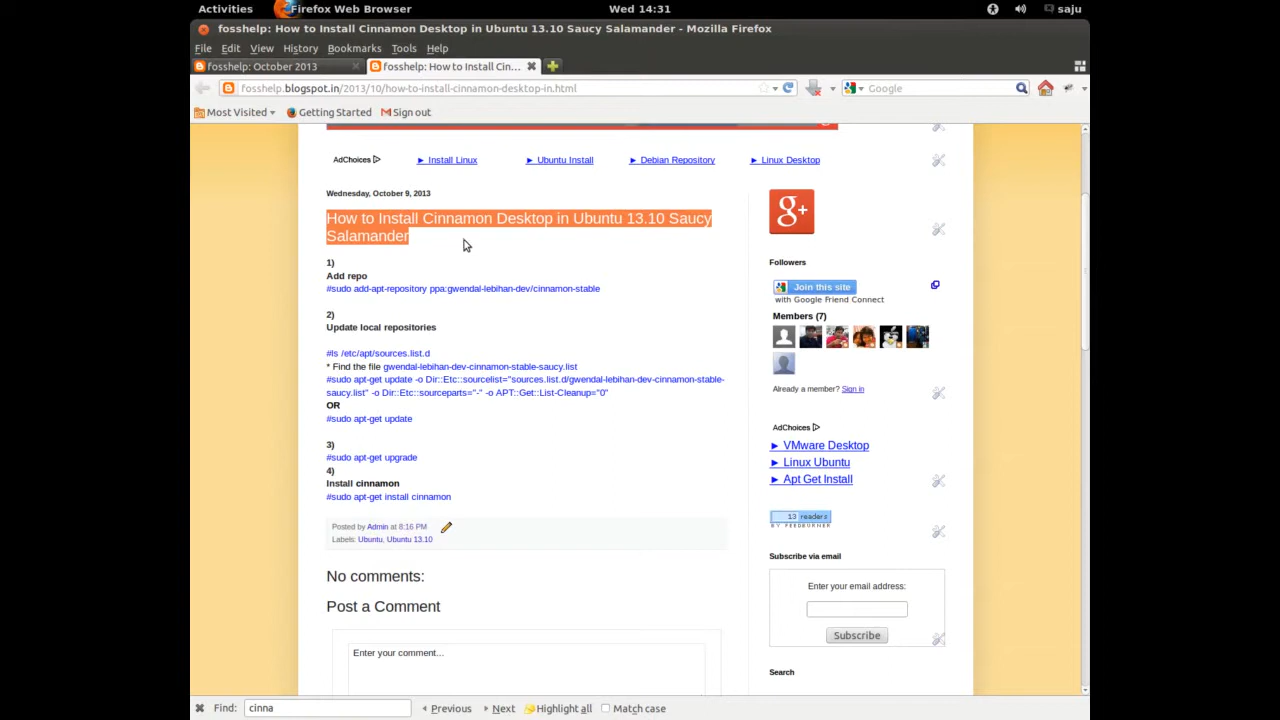 Activities Firefox Web Browser Wed 14:31 saju
fosshelp: How to Install Cinnamon Desktop in Ubuntu 13.10 Saucy Salamander - Mozilla Firefox
File Edit View History Bookmarks Tools Help
fosshelp: October 2013 fosshelp: How to Install Cin...
fosshelp.blogspot.in/2013/10/how-to-install-cinnamon-desktop-in.html Google
Most Visited Getting Started Sign out
AdChoices ► Install Linux ► Ubuntu Install ► Debian Repository ► Linux Desktop
Wednesday, October 9, 2013
How to Install Cinnamon Desktop in Ubuntu 13.10 Saucy
Salamander
1)
Add repo
#sudo add-apt-repository ppa:gwendal-lebihan-dev/cinnamon-stable
2)
Update local repositories
#ls /etc/apt/sources.list.d
* Find the file gwendal-lebihan-dev-cinnamon-stable-saucy.list
#sudo apt-get update -o Dir::Etc::sourcelist="sources.list.d/gwendal-lebihan-dev-cinnamon-stable-
saucy.list" -o Dir::Etc::sourceparts="-" -o APT::Get::List-Cleanup="0"
OR
#sudo apt-get update
3)
#sudo apt-get upgrade
4)
Install cinnamon
#sudo apt-get install cinnamon
Posted by Admin at 8:16 PM
Labels: Ubuntu, Ubuntu 13.10
No comments:
Post a Comment
Enter your comment...
g+
Followers
Join this site
with Google Friend Connect
Members (7)
Already a member? Sign in
AdChoices
► VMware Desktop
► Linux Ubuntu
► Apt Get Install
13 readers
BY FEEDBURNER
Subscribe via email
Enter your email address:
Subscribe
Search
Find: cinna Previous Next Highlight all Match case